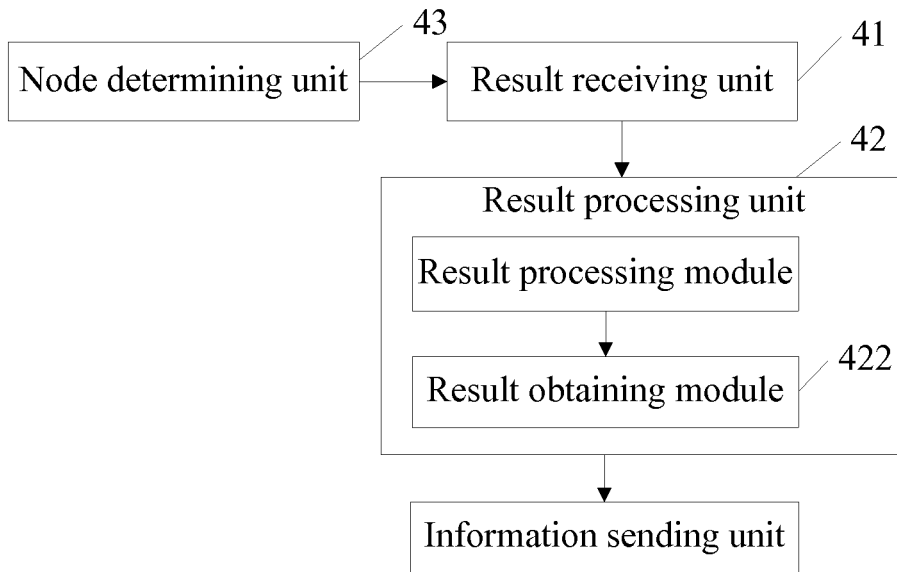 43
41
Node determining unit
Result receiving unit
42
Result processing unit
Result processing module
422
Result obtaining module
Information sending unit